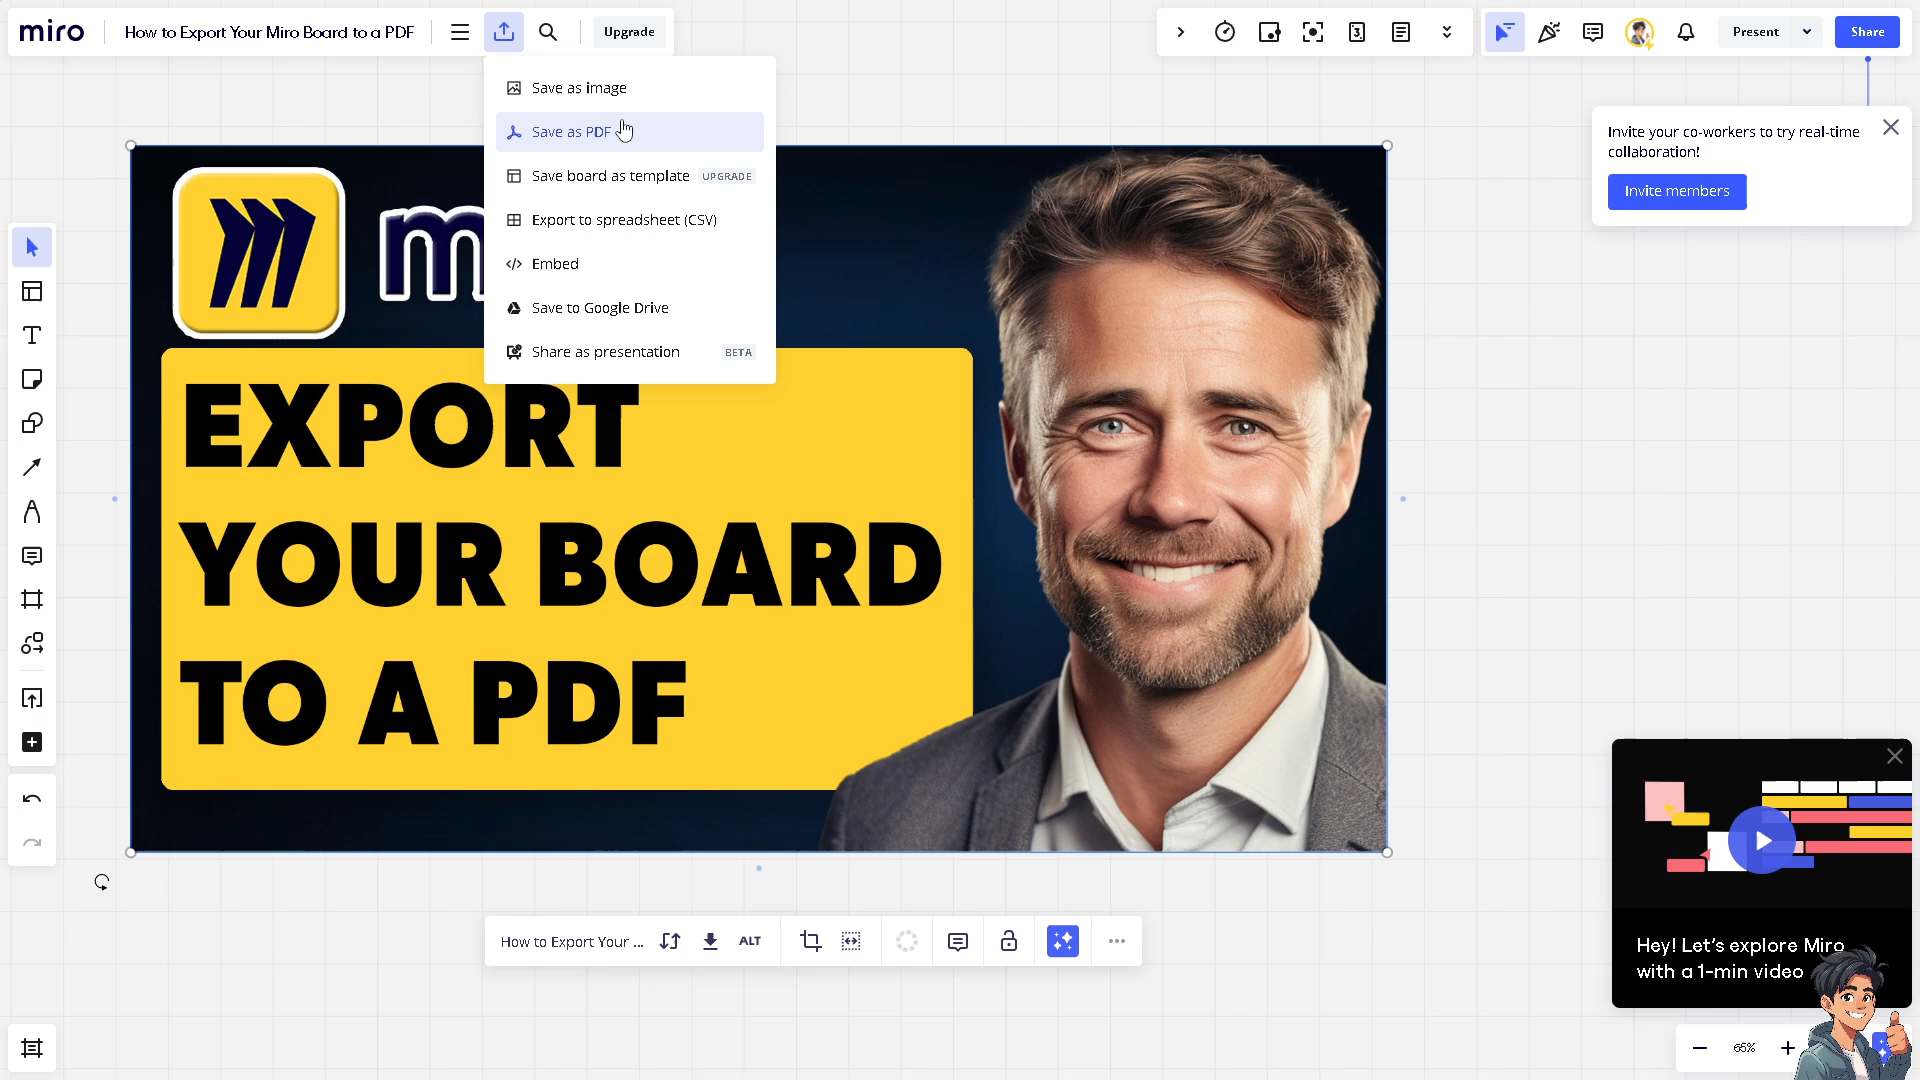 miro
How to Export Your Miro Board to a PDF
Upgrade
3
Present
Share
Save as image
Save as PDF
Save board as template UPGRADE
Export to spreadsheet (CSV)
Embed
Save to Google Drive
Share as presentation BETA
Invite your co-workers to try real-time
collaboration!
Invite members
m
EXPORT
YOUR BOARD
TO A PDF
How to Export Your ...
ALT
Hey! Let's explore Miro
with a 1-min video
65%